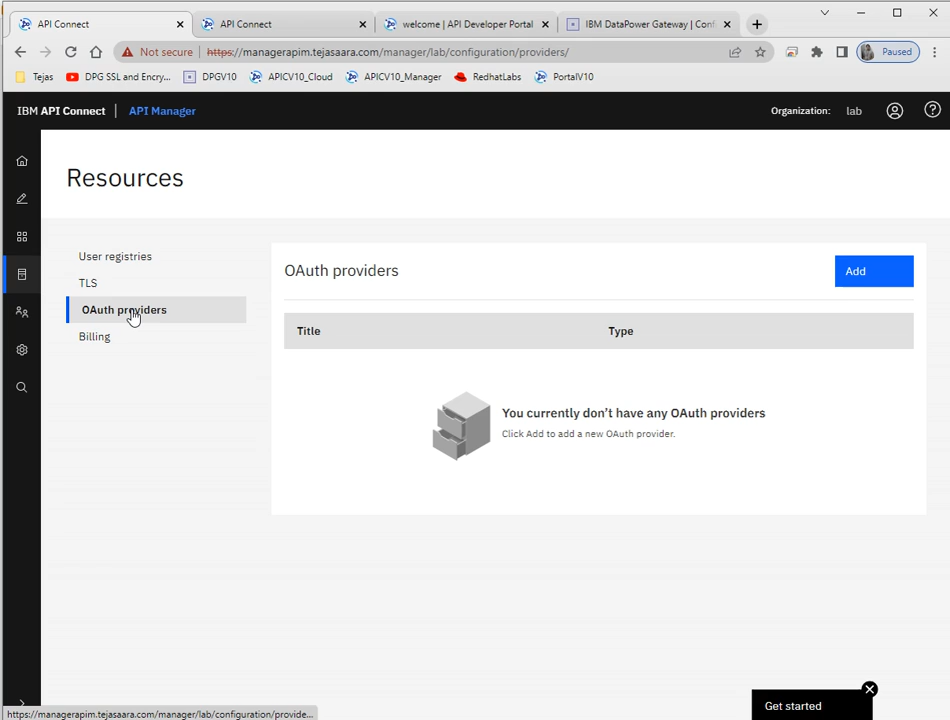 API Connect
API Connect
welcome | API Developer Portal
IBM DataPower Gateway | Conf
Not secure
https://managerapim.tejasaara.com/manager/lab/configuration/providers/
Paused
Tejas
DPG SSL and Encry...
DPGV10
APICV10_Cloud
APICV10_Manager
RedhatLabs
PortalV10
IBM API Connect
API Manager
Organization:
lab
Resources
User registries
TLS
OAuth providers
Billing
OAuth providers
Add
Title
Type
You currently don't have any OAuth providers
Click Add to add a new OAuth provider.
Get started
https://managerapim.tejasaara.com/manager/lab/configuration/provide...